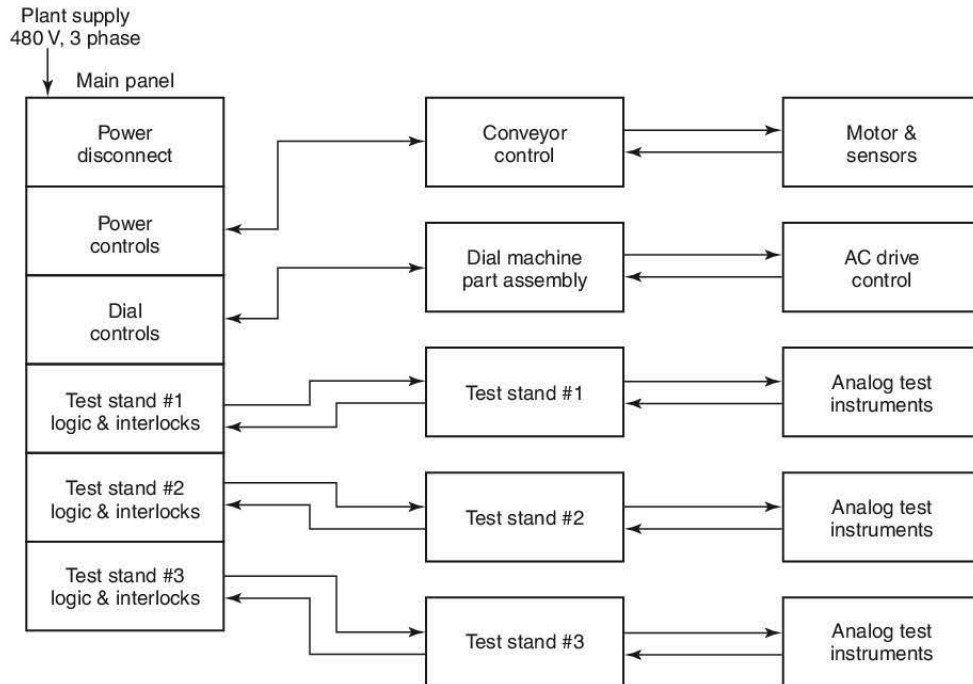 Plant supply
480 V, 3 phase
Main panel
Power
disconnect
Power
controls
Dial
controls
Test stand #1
logic & interlocks
Test stand #2
logic & interlocks
Test stand #3
logic & interlocks
Conveyor
control
Motor &
sensors
Dial machine
part assembly
AC drive
control
Test stand #1
Analog test
instruments
Test stand #2
Analog test
instruments
Test stand #3
Analog test
instruments